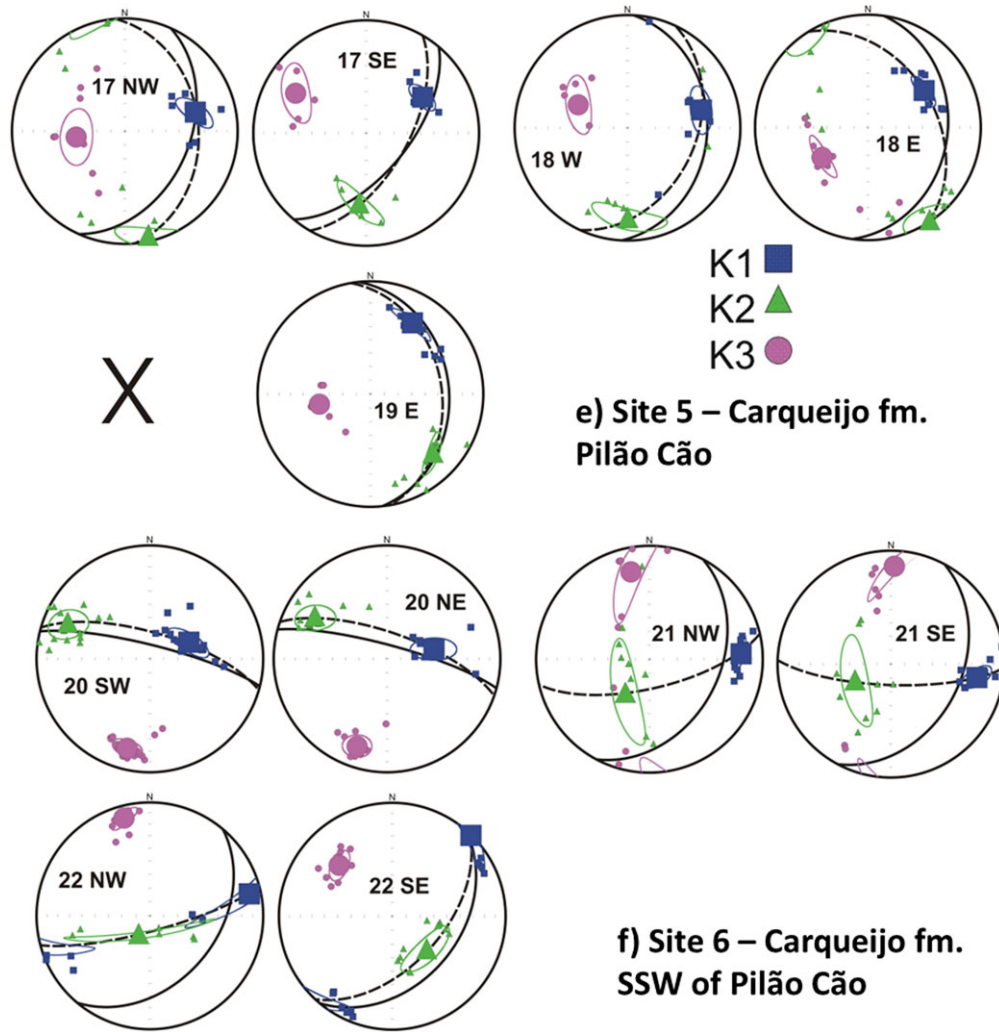 N
N
N
N
17 NW
17 SE
18 W
18 E
K1
K2
K3
N
X
19 E
e) Site 5 – Carqueijo fm.
Pilão Cão
N
N
N
N
20 SW
20 NE
21 NW
21 SE
N
N
22 NW
22 SE
f) Site 6 – Carqueijo fm.
SSW of Pilão Cão